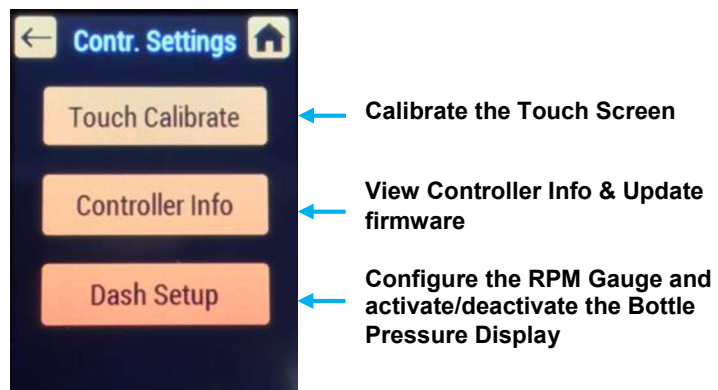 Contr. Settings
Touch Calibrate
Calibrate the Touch Screen
Controller Info
View Controller Info & Update
firmware
Dash Setup
Configure the RPM Gauge and
activate/deactivate the Bottle
Pressure Display